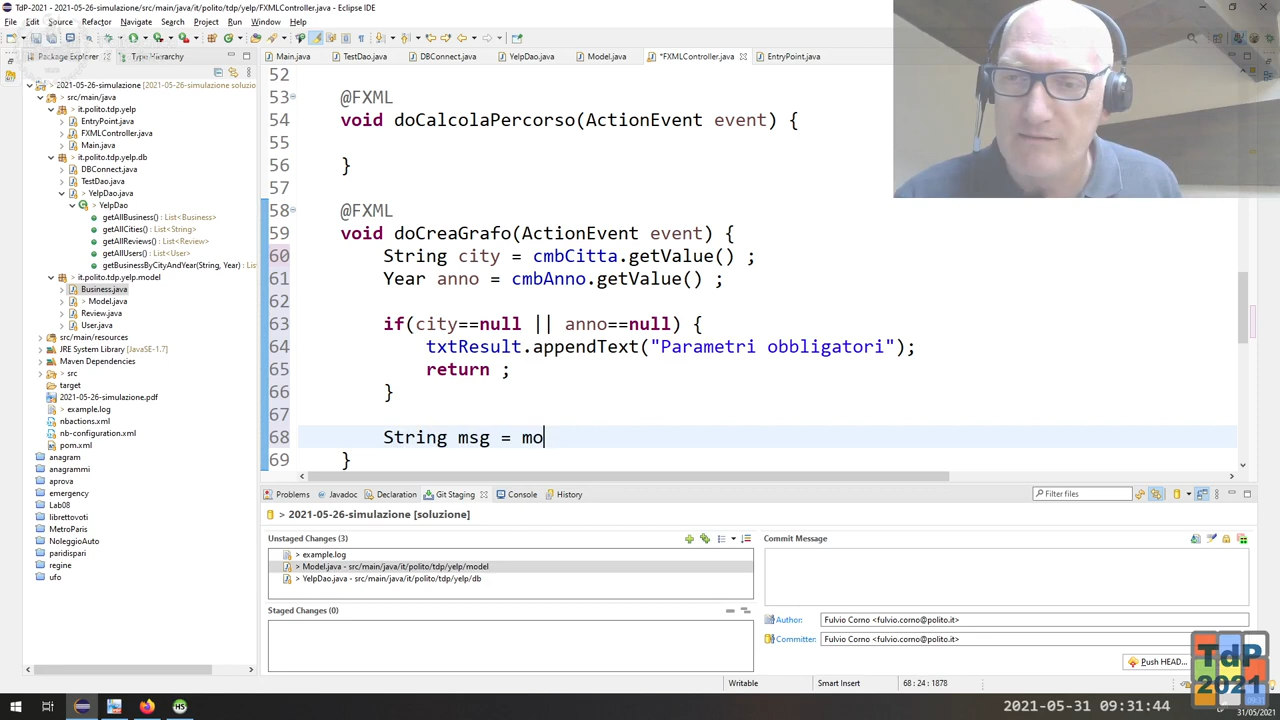 TdP-2021 - 2021-05-26-simulazione/src/main/java/it/polito/tdp/yelp/FXMLController.java - Eclipse IDE
File Edit Source Refactor Navigate Search Project Run Window Help
Package Explorer Type Hierarchy
Main.java TestDao.java DBConnect.java YelpDao.java Model.java *FXMLController.java EntryPoint.java
> 2021-05-26-simulazione [2021-05-26-simulazione soluzio
src/main/java
> it.polito.tdp.yelp
EntryPoint.java
> FXMLController.java
Main.java
> it.polito.tdp.yelp.db
DBConnect.java
TestDao.java
> YelpDao.java
> YelpDao
getAllBusiness() : List<Business>
getAllCities() : List<String>
getAllReviews() : List<Review>
getAllUsers() : List<User>
getBusinessByCityAndYear(String, Year) : Lis
> it.polito.tdp.yelp.model
Business.java
> Model.java
Review.java
User.java
src/main/resources
JRE System Library [JavaSE-1.7]
Maven Dependencies
> src
target
2021-05-26-simulazione.pdf
> example.log
nbactions.xml
nb-configuration.xml
pom.xml
anagram
anagrammi
aprova
emergency
Lab08
librettovoti
MetroParis
NoleggioAuto
paridispari
regine
ufo
52
53 @FXML
54 void doCalcolaPercorso(ActionEvent event) {
55
56 }
57
58 @FXML
59 void doCreaGrafo(ActionEvent event) {
60 String city = cmbCitta.getValue() ;
61 Year anno = cmbAnno.getValue() ;
62
63 if(city==null || anno==null) {
64 txtResult.appendText("Parametri obbligatori");
65 return ;
66 }
67
68 String msg = mo
69 }
Problems Javadoc Declaration Git Staging Console History
Filter files
> 2021-05-26-simulazione [soluzione]
Unstaged Changes (3)
> example.log
> Model.java - src/main/java/it/polito/tdp/yelp/model
> YelpDao.java - src/main/java/it/polito/tdp/yelp/db
Staged Changes (0)
Commit Message
Author: Fulvio Corno <fulvio.corno@polito.it>
Committer: Fulvio Corno <fulvio.corno@polito.it>
Push HEAD...
Writable Smart Insert 68 : 24 : 1878
TdP
2021
2021-05-31 09:31:44
31/05/2021